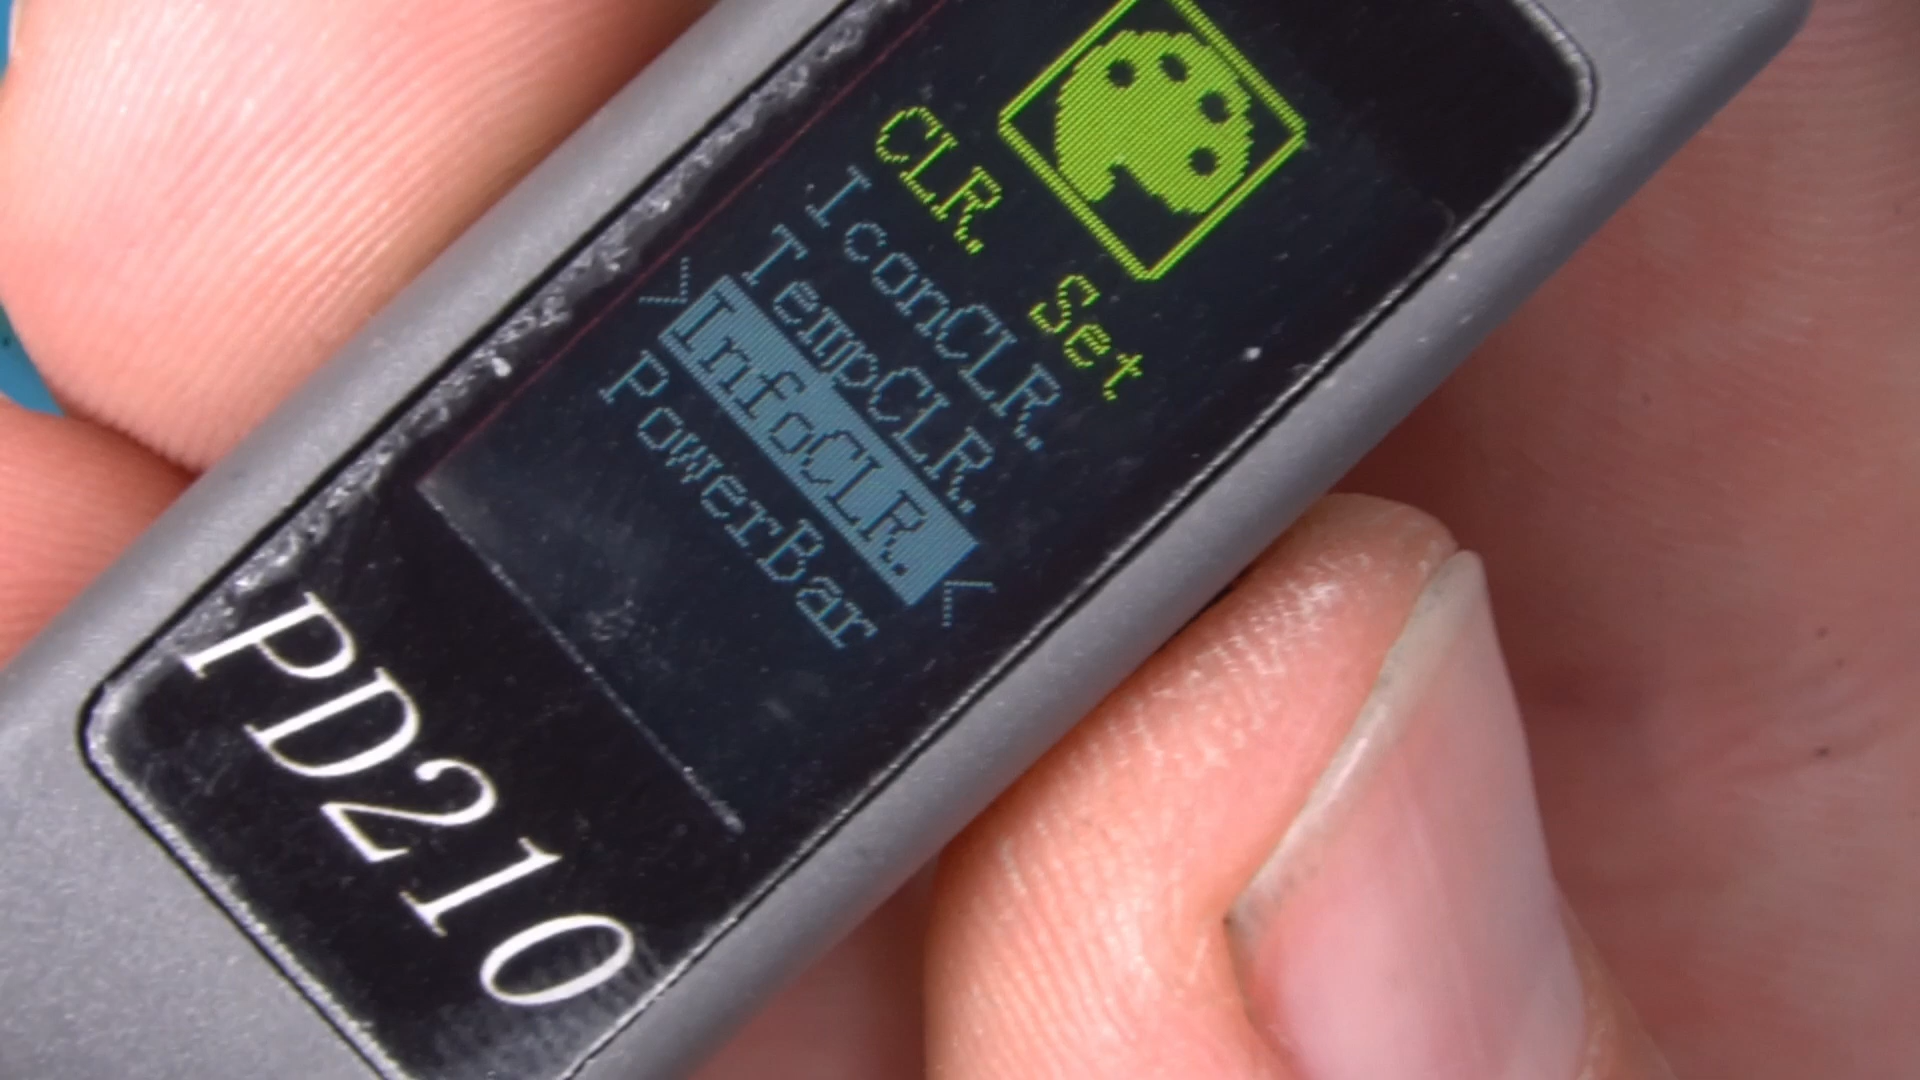 CLR. Set
IconCLR.
TempCLR.
>InfoCLR.<
PowerBar
PD210